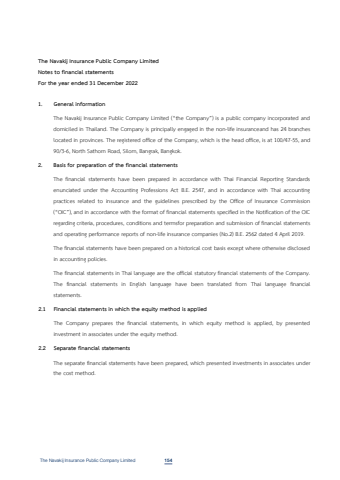 The Navakij Insurance Public Company Limited
Notes to financial statements
For the year ended 31 December 2022
1. General information
The Navakij Insurance Public Company Limited (“the Company”) is a public company incorporated and
domiciled in Thailand. The Company is principally engaged in the non-life insuranceand has 24 branches
located in provinces. The registered office of the Company, which is the head office, is at 100/47-55, and
90/3-6, North Sathorn Road, Silom, Bangrak, Bangkok.
2. Basis for preparation of the financial statements
The financial statements have been prepared in accordance with Thai Financial Reporting Standards
enunciated under the Accounting Professions Act B.E. 2547, and in accordance with Thai accounting
practices related to insurance and the guidelines prescribed by the Office of Insurance Commission
(“OIC”), and in accordance with the format of financial statements specified in the Notification of the OIC
regarding criteria, procedures, conditions and termsfor preparation and submission of financial statements
and operating performance reports of non-life insurance companies (No.2) B.E. 2562 dated 4 April 2019.
The financial statements have been prepared on a historical cost basis except where otherwise disclosed
in accounting policies.
The financial statements in Thai language are the official statutory financial statements of the Company.
The financial statements in English language have been translated from Thai language financial
statements.
2.1 Financial statements in which the equity method is applied
The Company prepares the financial statements, in which equity method is applied, by presented
investment in associates under the equity method.
2.2 Separate financial statements
The separate financial statements have been prepared, which presented investments in associates under
the cost method.
The Navakij Insurance Public Company Limited 154